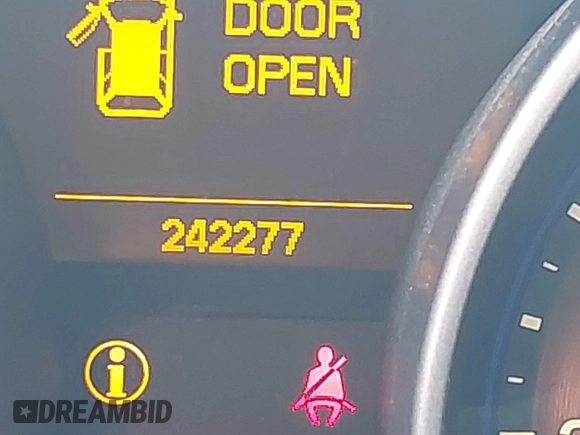 DOOR
OPEN
242277
i
DREAMBID